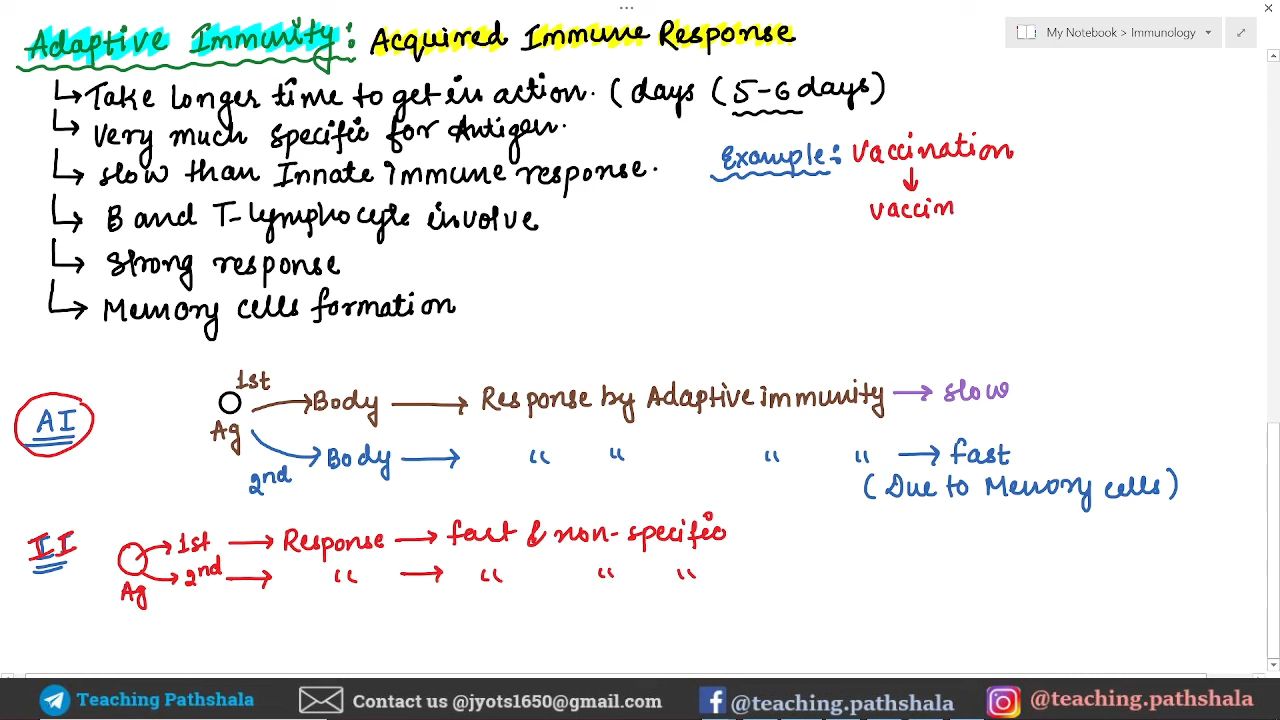 Adaptive Immunity: Acquired Immune Response
My Notebook > Immunology
Take longer time to get in action. (days (5-6 days)
Very much specific for Antigen.
Slow than Innate immune response.
Example: Vaccination
vaccin
B and T-lymphocyte involve
Strong response
Memory cells formation
AI
1st
Ag
Body Response by Adaptive immunity slow
2nd Body " " " " fast
(Due to Memory cells)
II
Ag
1st Response fast & non-specific
2nd " " " "
Teaching Pathshala
Contact us @jyots1650@gmail.com
@teaching.pathshala
@teaching.pathshala